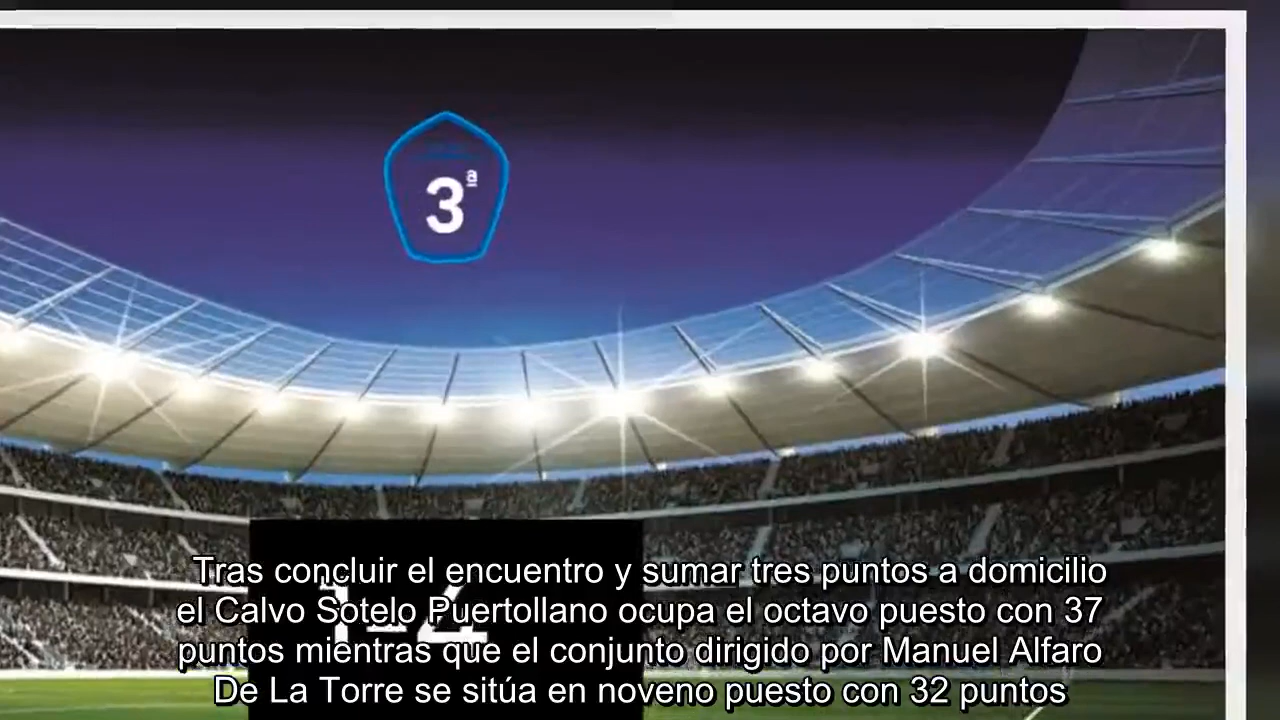 3ª
1-4
Tras concluir el encuentro y sumar tres puntos a domicilio
el Calvo Sotelo Puertollano ocupa el octavo puesto con 37
puntos mientras que el conjunto dirigido por Manuel Alfaro
De La Torre se sitúa en noveno puesto con 32 puntos